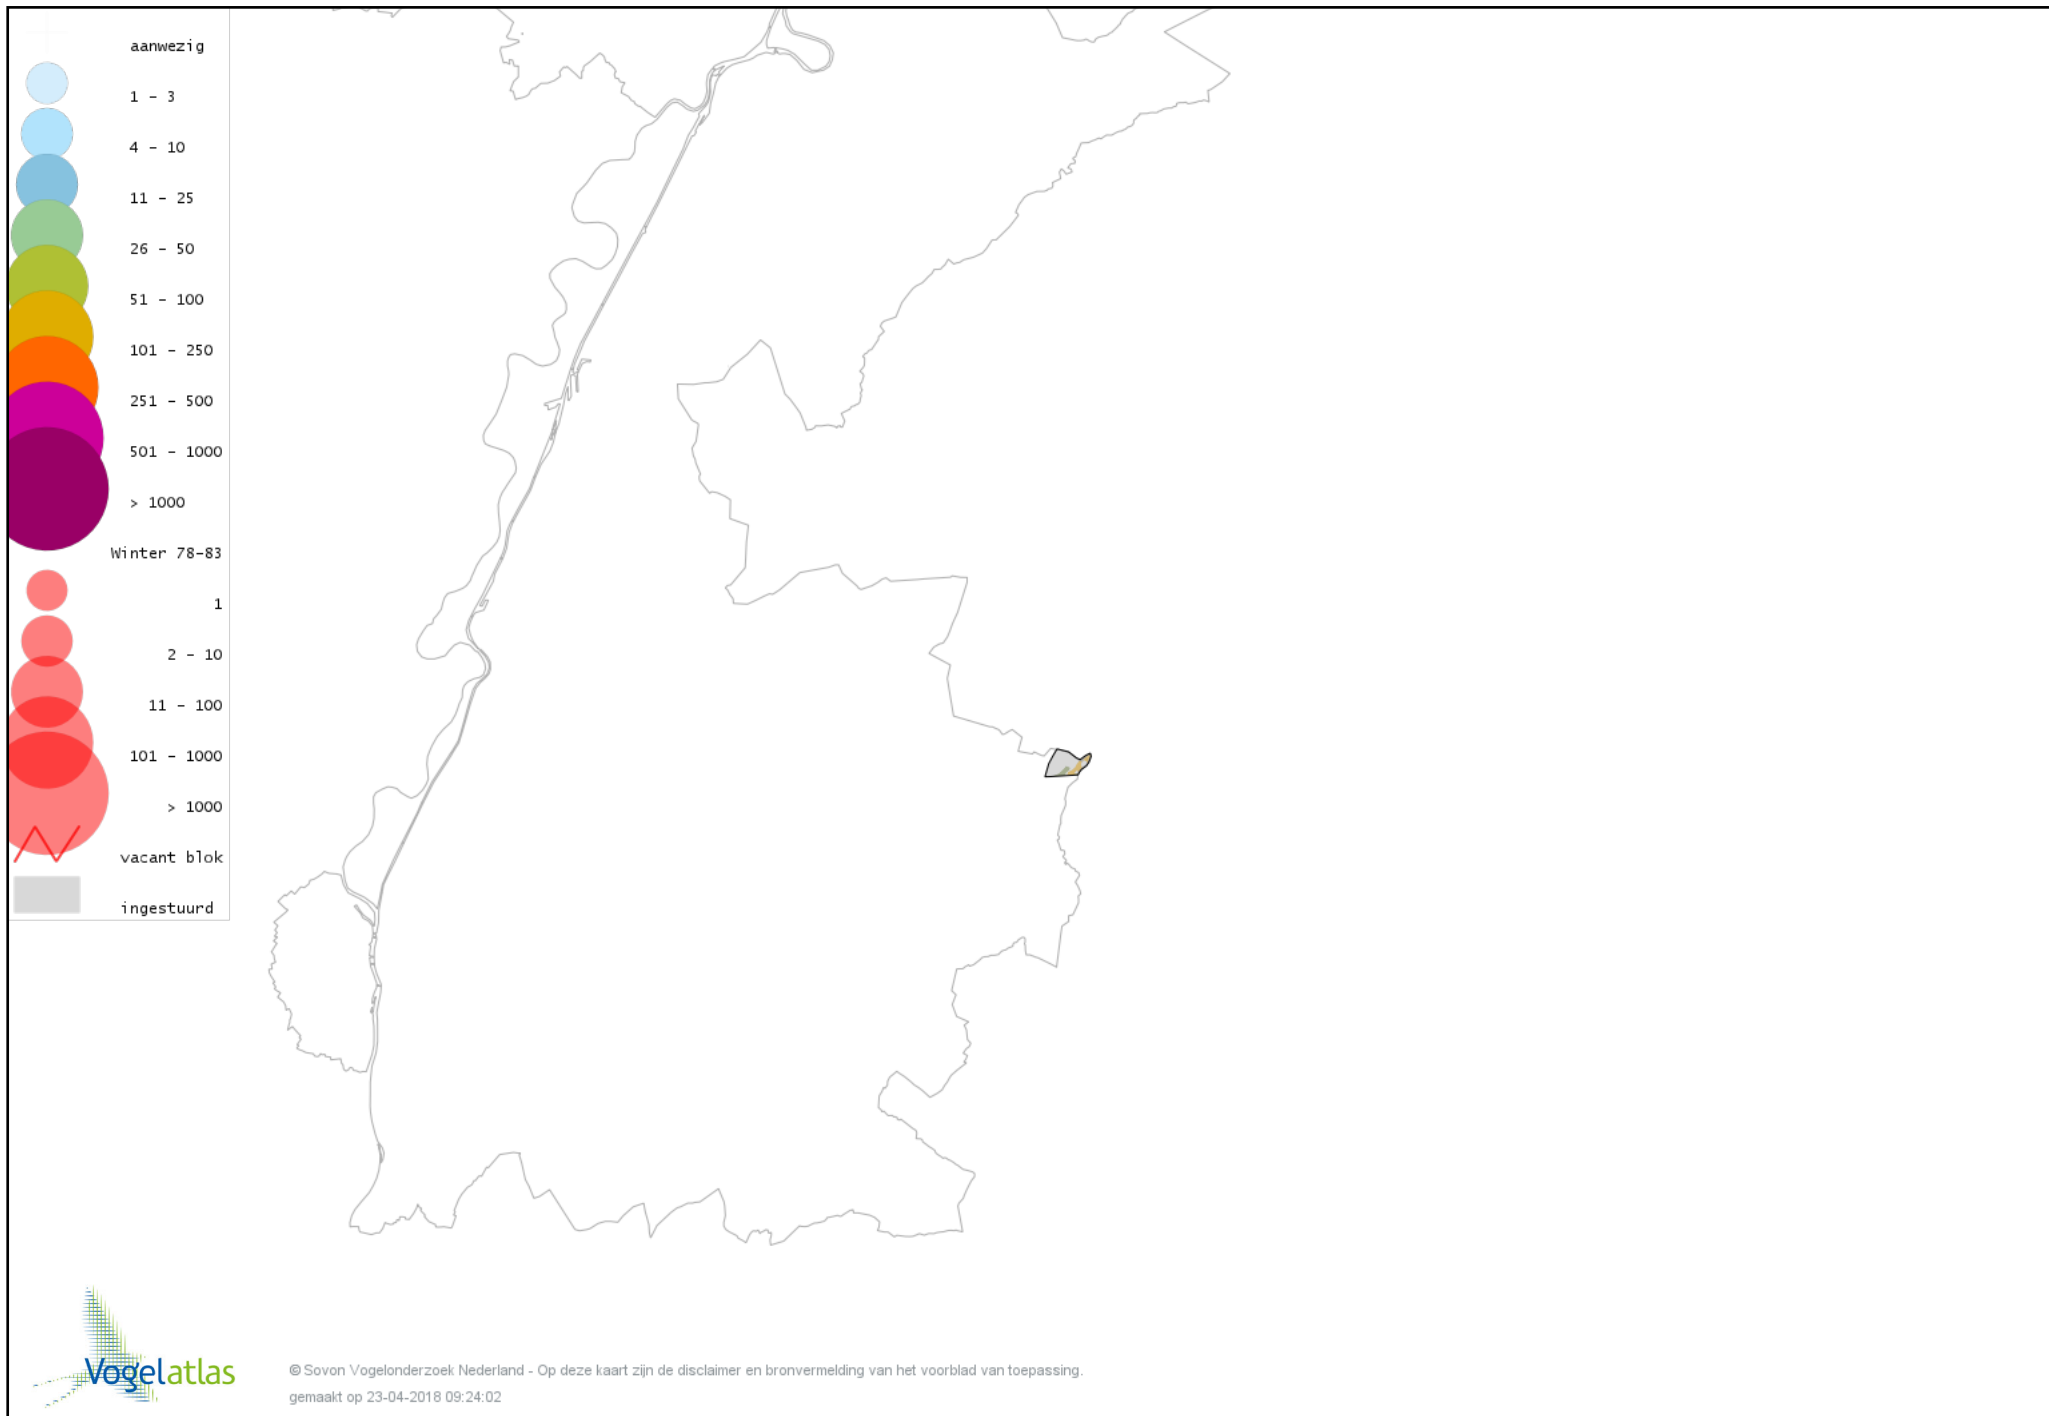 aanwezig
1 - 3
4 - 10
11 - 25
26 - 50
51 - 100
101 - 250
251 - 500
501 - 1000
> 1000
Winter 78-83
1
2 - 10
11 - 100
101 - 1000
> 1000
vacant blok
ingestuurd
Vogelatlas
© Sovon Vogelonderzoek Nederland - Op deze kaart zijn de disclaimer en bronvermelding van het voorblad van toepassing.
gemaakt op 23-04-2018 09:24:02